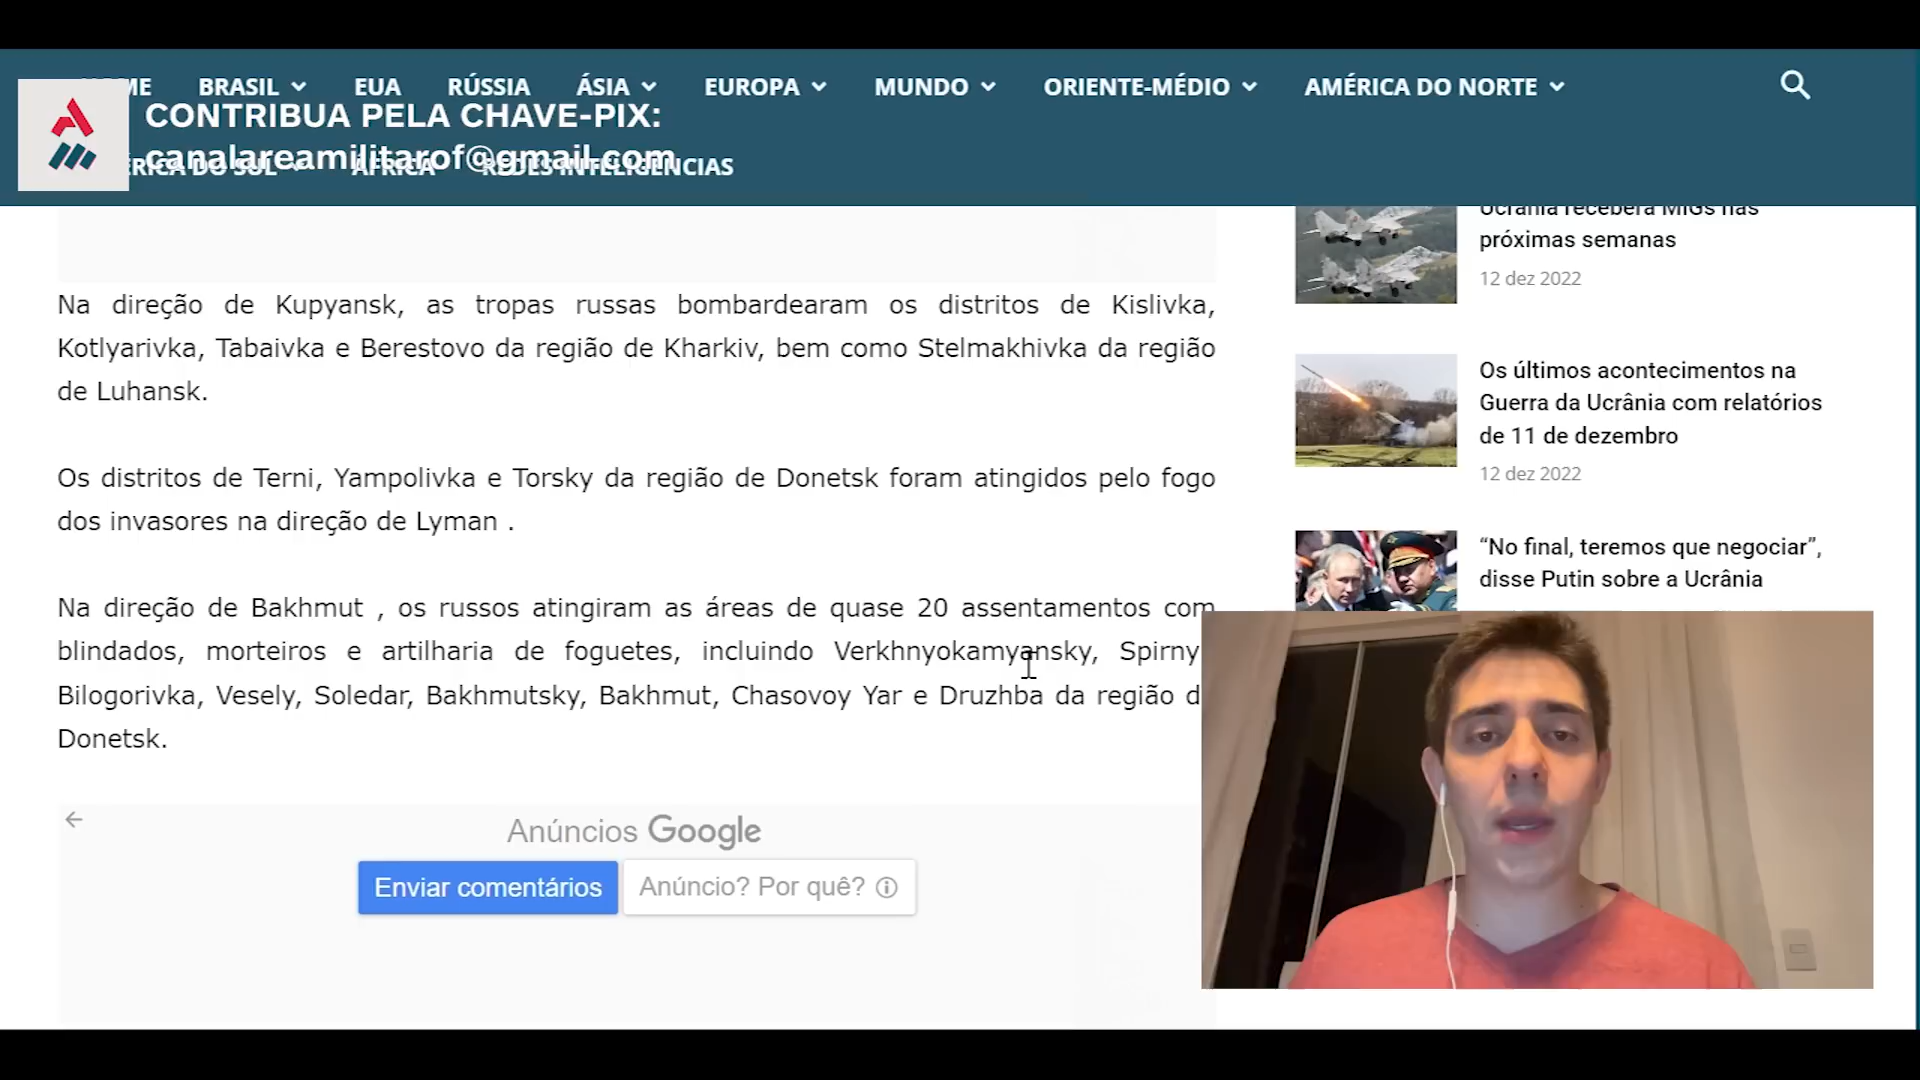 BRASIL EUA RÚSSIA ÁSIA EUROPA MUNDO ORIENTE-MÉDIO AMÉRICA DO NORTE
CONTRIBUA PELA CHAVE-PIX:
canalareamilitarof@gmail.com
Na direção de Kupyansk, as tropas russas bombardearam os distritos de Kislivka,
Kotlyarivka, Tabaivka e Berestovo da região de Kharkiv, bem como Stelmakhivka da região
de Luhansk.
Os distritos de Terni, Yampolivka e Torsky da região de Donetsk foram atingidos pelo fogo
dos invasores na direção de Lyman .
Na direção de Bakhmut , os russos atingiram as áreas de quase 20 assentamentos com
blindados, morteiros e artilharia de foguetes, incluindo Verkhnyokamyansky, Spirny
Bilogorivka, Vesely, Soledar, Bakhmutsky, Bakhmut, Chasovoy Yar e Druzhba da região d
Donetsk.
Anúncios Google
Enviar comentários
Anúncio? Por quê?
Ucrânia receberá MiGs nas
próximas semanas
12 dez 2022
Os últimos acontecimentos na
Guerra da Ucrânia com relatórios
de 11 de dezembro
12 dez 2022
“No final, teremos que negociar”,
disse Putin sobre a Ucrânia